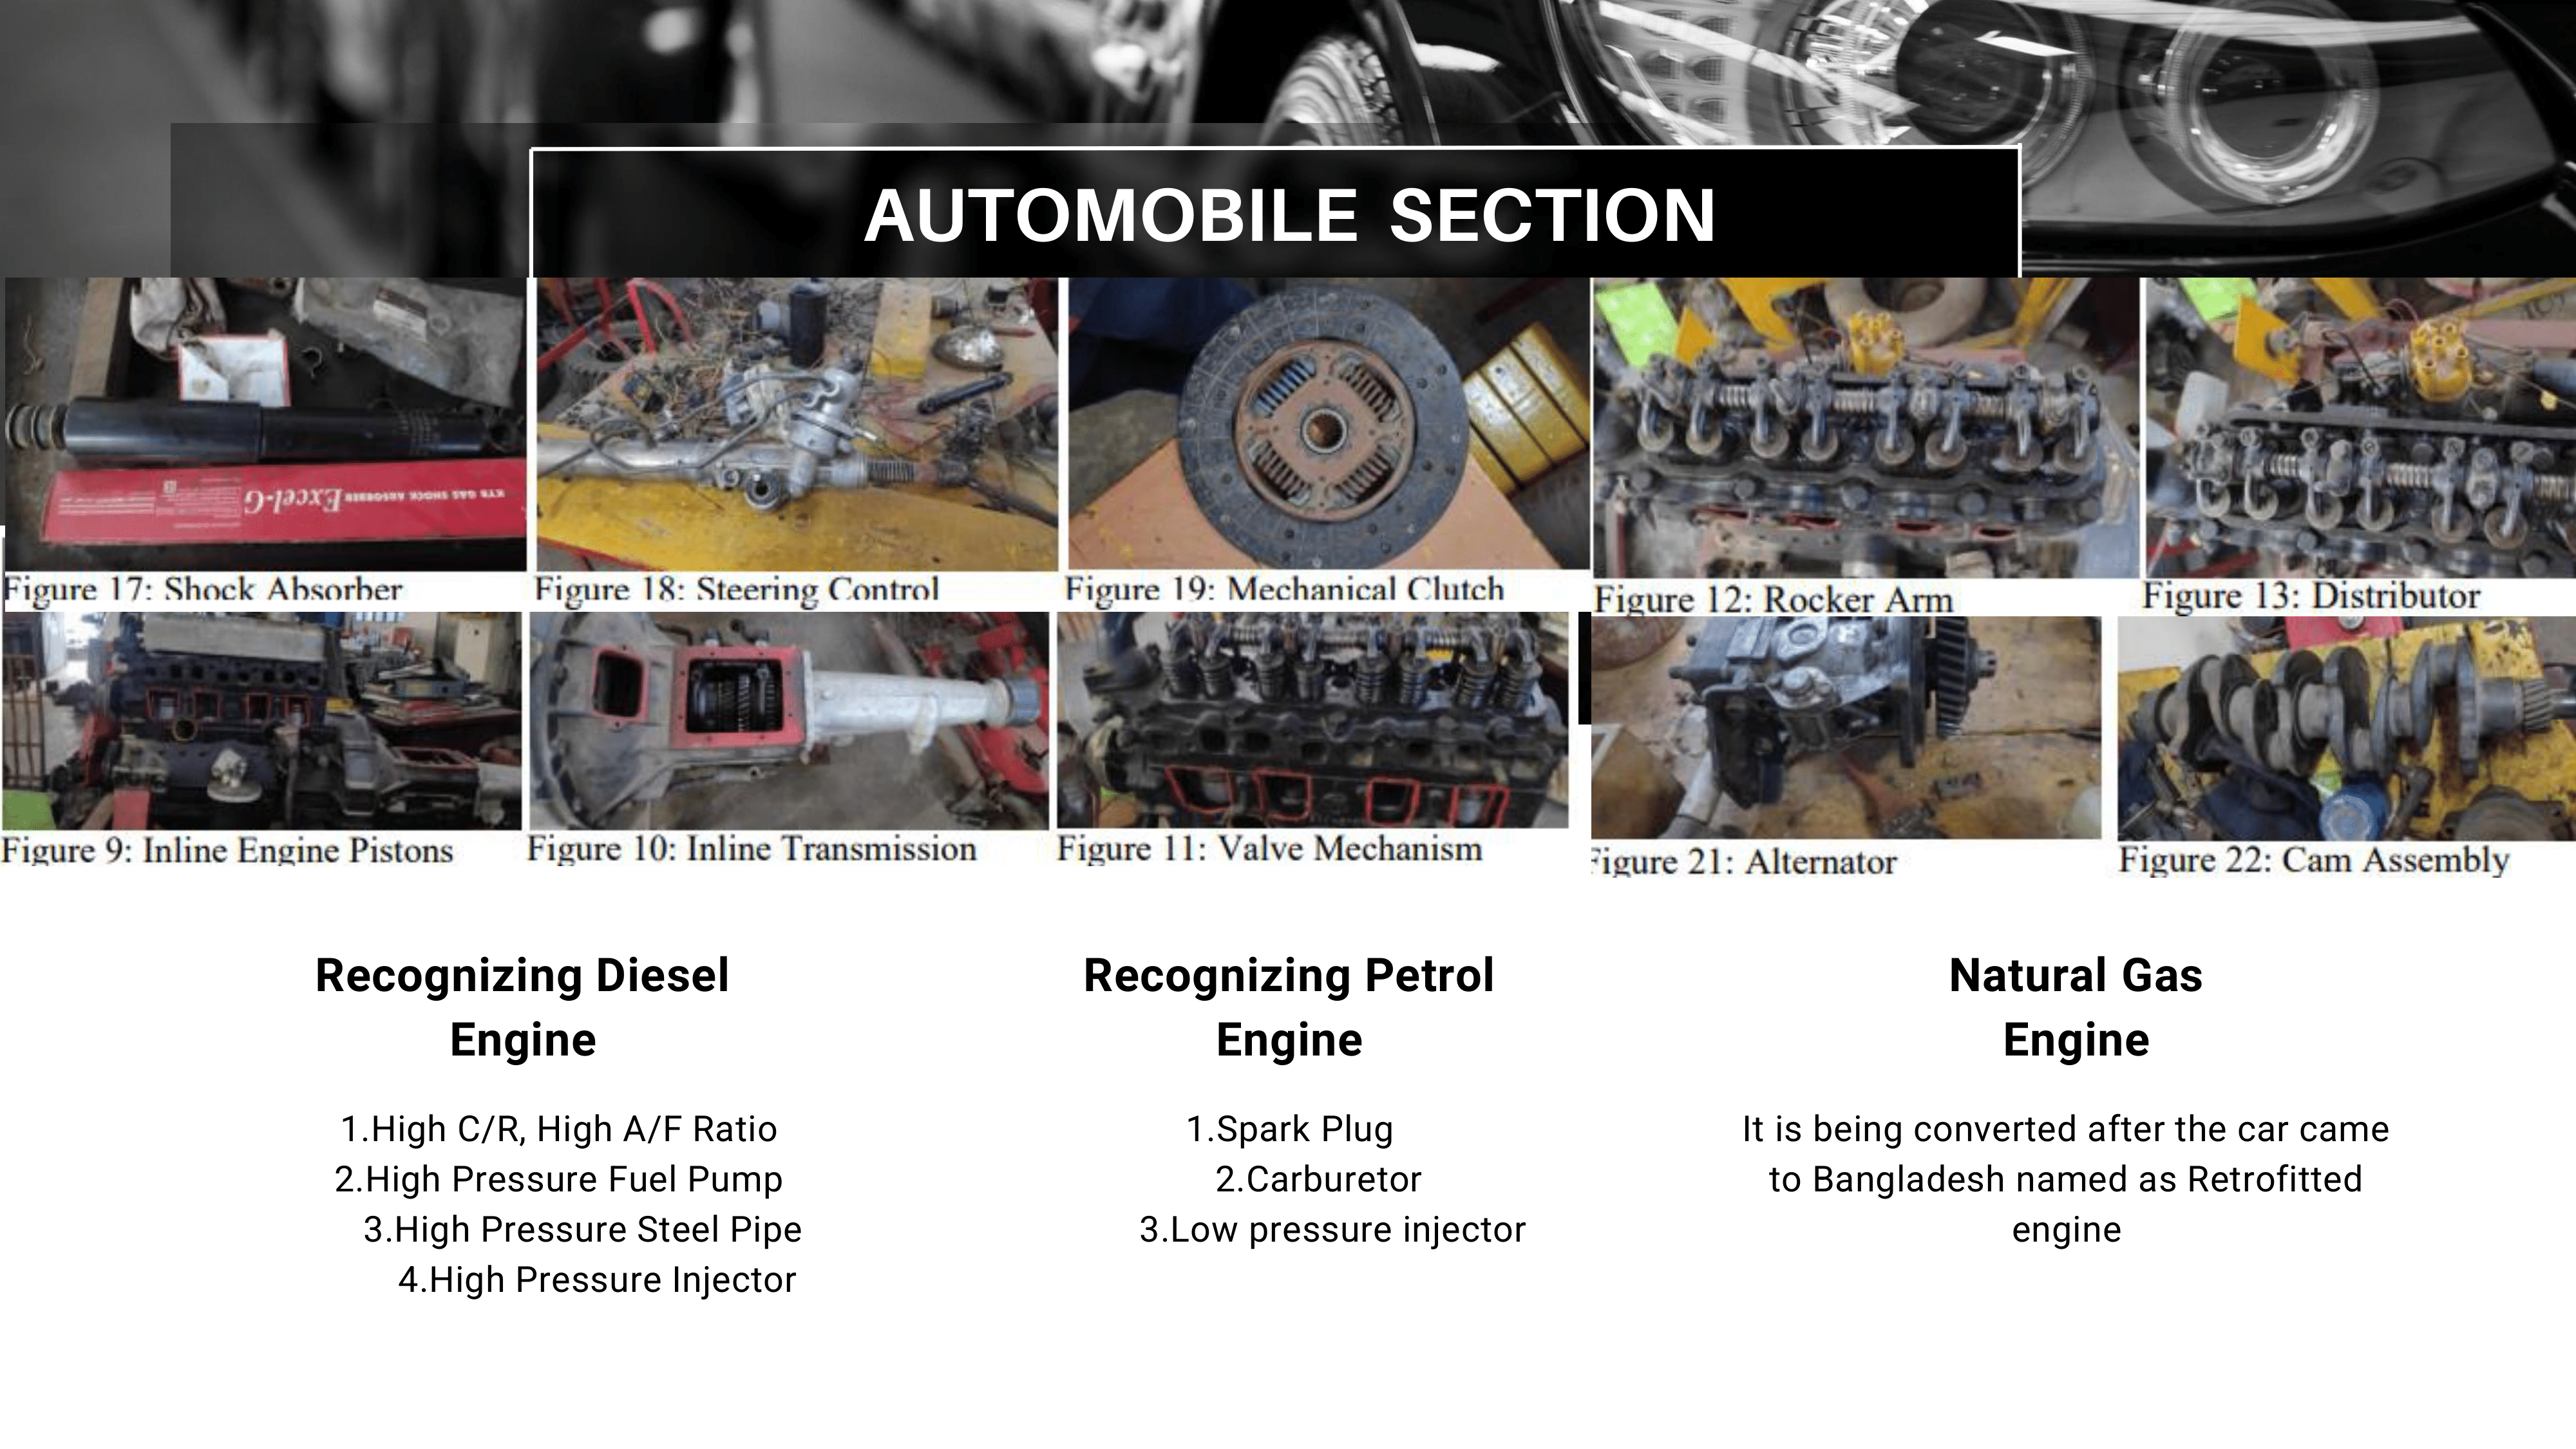 AUTOMOBILE SECTION
Excel-G
KYB GAS SHOCK ABSORBER
Figure 17: Shock Absorber
Figure 18: Steering Control
Figure 19: Mechanical Clutch
Figure 12: Rocker Arm
Figure 13: Distributor
Figure 9: Inline Engine Pistons
Figure 10: Inline Transmission
Figure 11: Valve Mechanism
Figure 21: Alternator
Figure 22: Cam Assembly
Recognizing Diesel
Engine
1.High C/R, High A/F Ratio
2.High Pressure Fuel Pump
3.High Pressure Steel Pipe
4.High Pressure Injector
Recognizing Petrol
Engine
1.Spark Plug
2.Carburetor
3.Low pressure injector
Natural Gas
Engine
It is being converted after the car came
to Bangladesh named as Retrofitted
engine